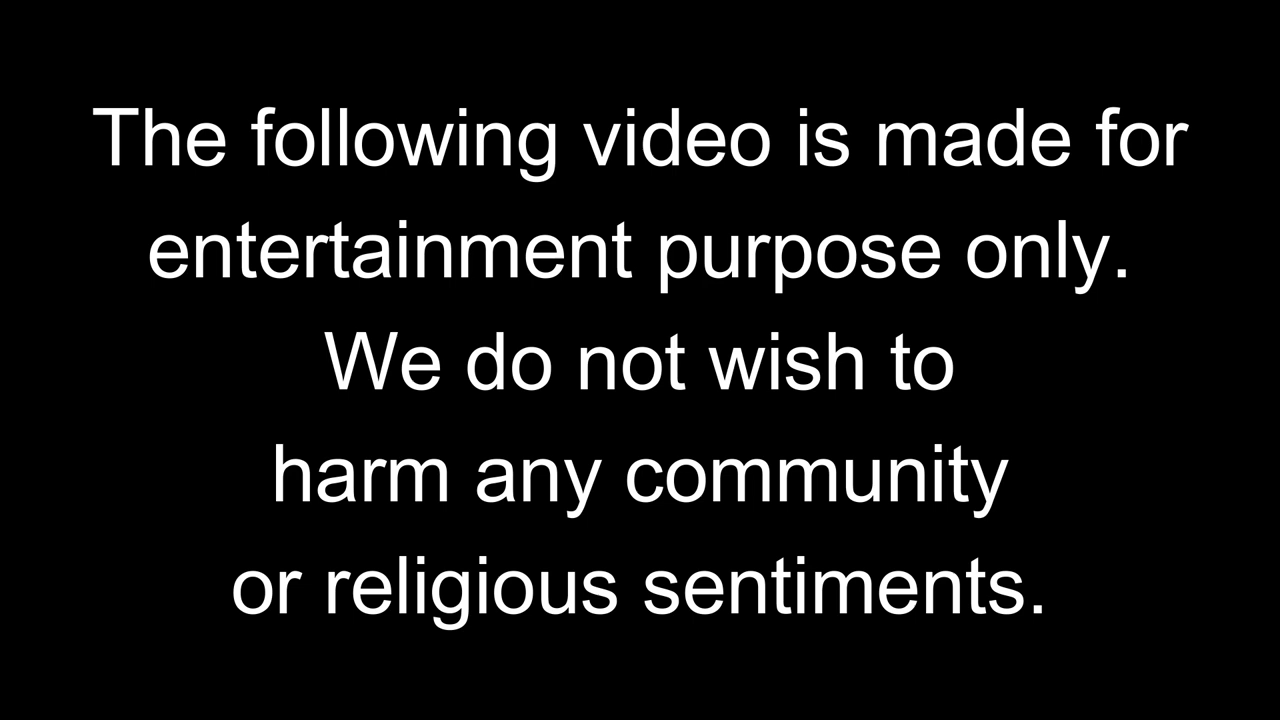 The following video is made for
entertainment purpose only.
We do not wish to
harm any community
or religious sentiments.